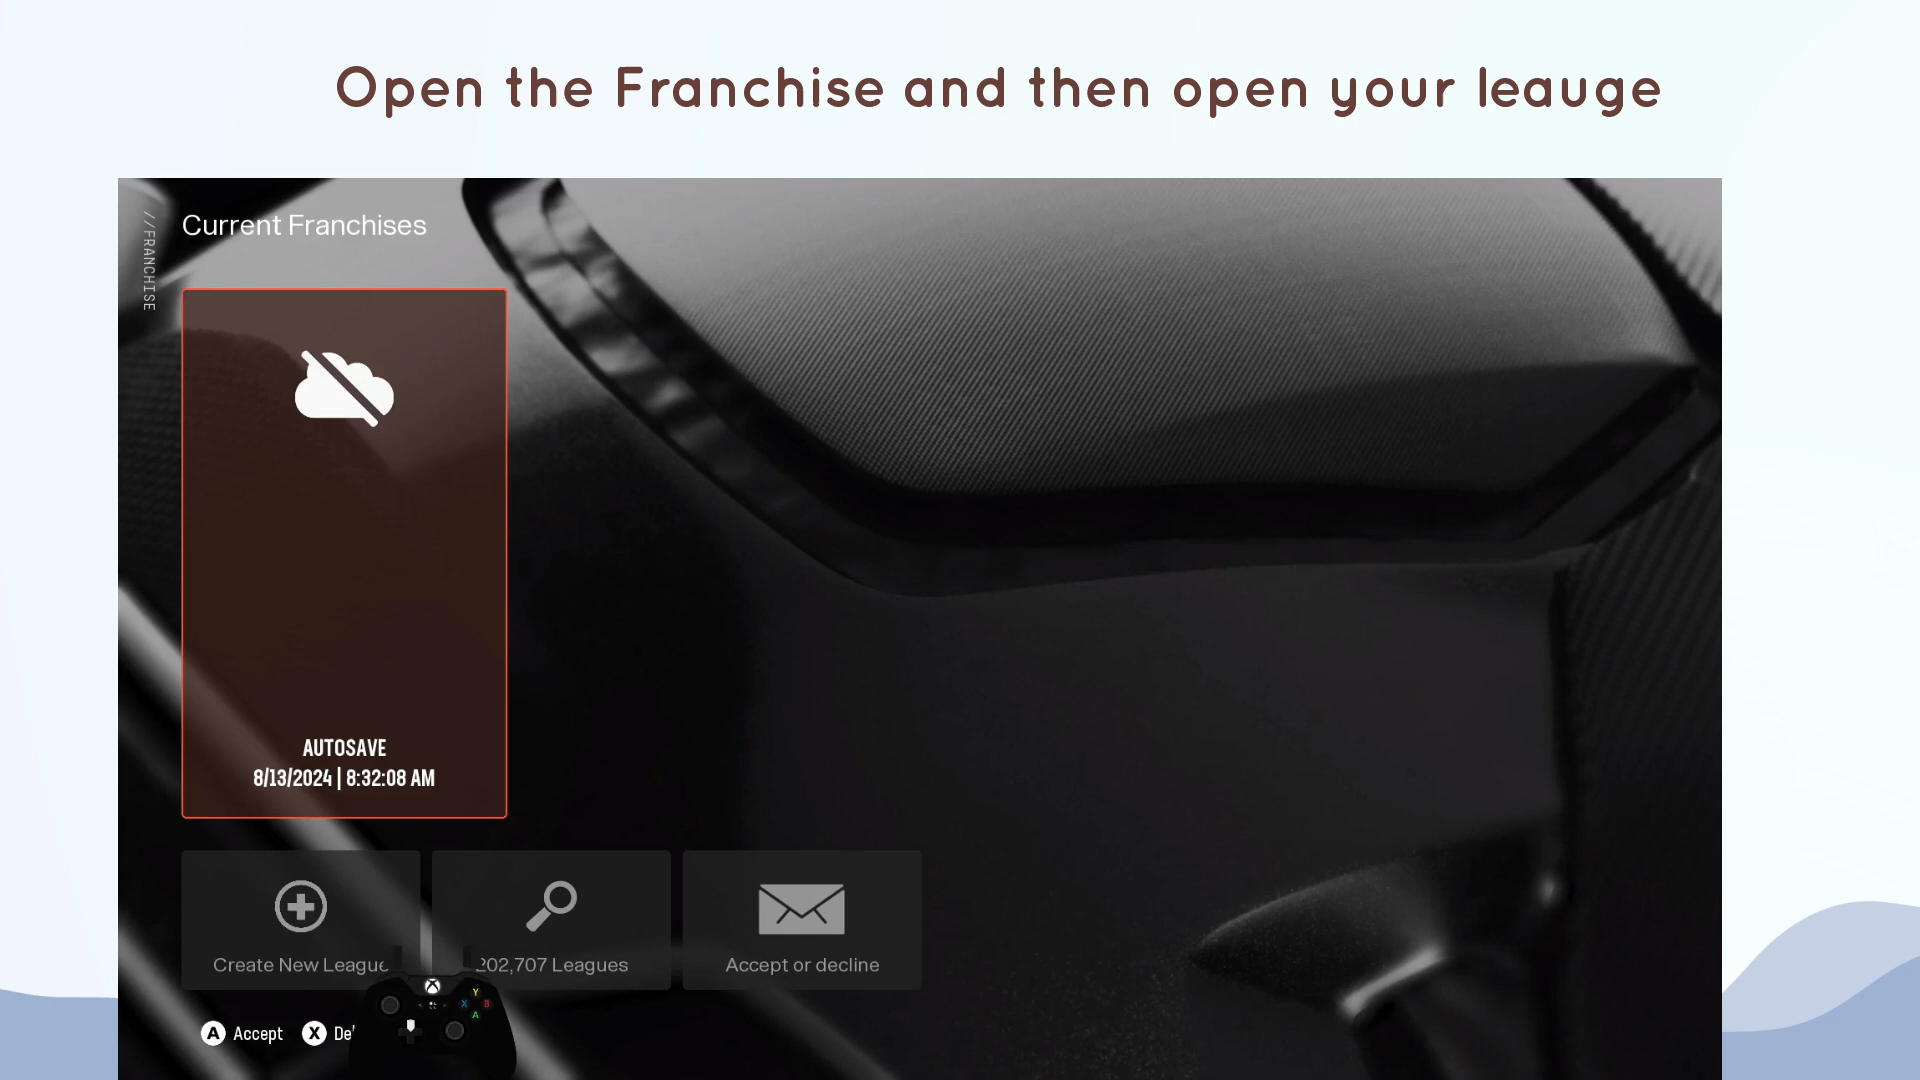 Open the Franchise and then open your leauge
//FRANCHISE
Current Franchises
AUTOSAVE
8/13/2024 | 8:32:08 AM
Create New League
202,707 Leagues
Accept or decline
A Accept X
Y
X B
A